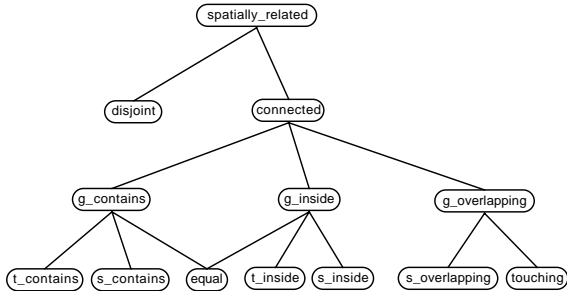 spatially_related
disjoint
connected
g_contains
g_inside
g_overlapping
t_contains
s_contains
equal
t_inside
s_inside
s_overlapping
touching